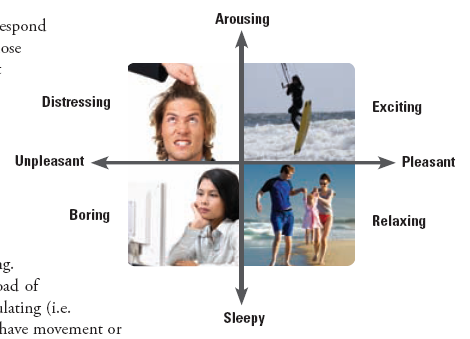 espond
ose
Arousing
Distressing
Exciting
Unpleasant
Pleasant
Boring
Relaxing
ng.
oad of
ulating (i.e.
have movement or
Sleepy